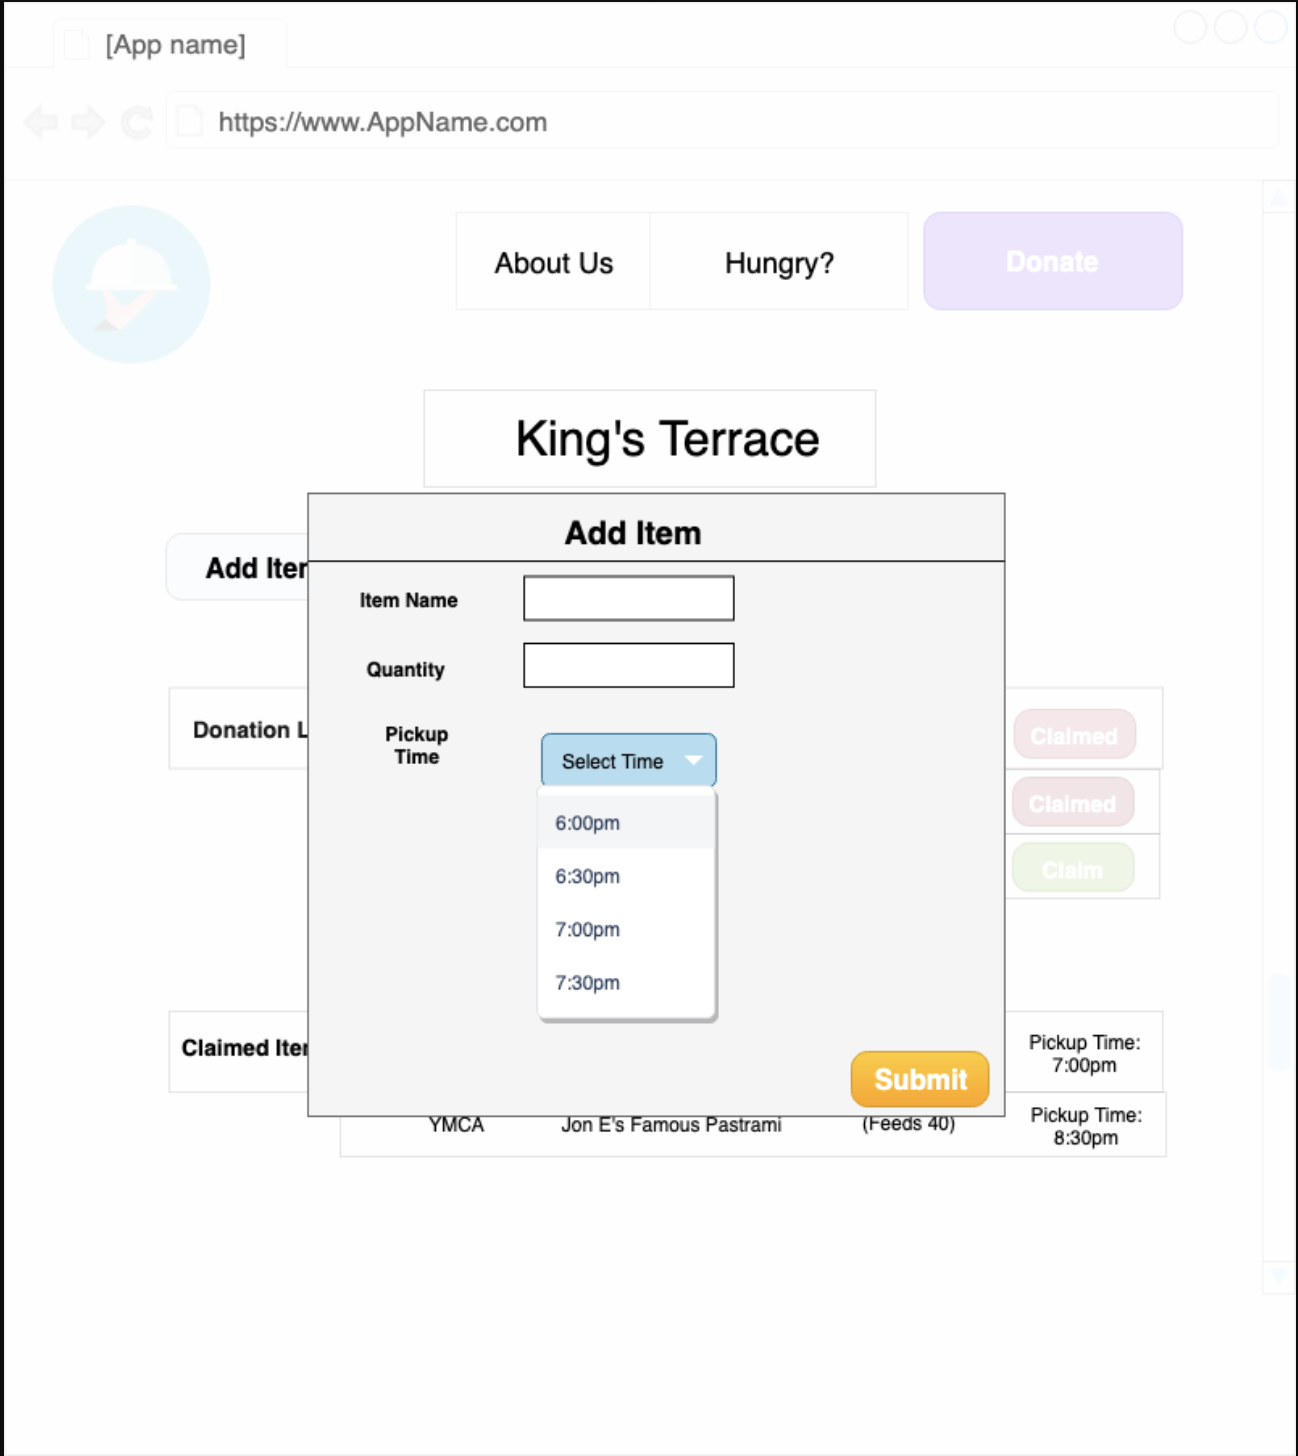 [App name]
https://www.AppName.com
About Us
Hungry?
Donate
King's Terrace
Add Item
Add
Item Name
Quantity
Donation
Pickup
Time
Select Time
Claimed
6:00pm
Claimed
6:30pm
Claim
7:00pm
7:30pm
Claimed
Pickup Time:
7:00pm
Submit
YMCA
Jon E's Famous Pastrami
(Feeds 40)
Pickup Time:
8:30pm